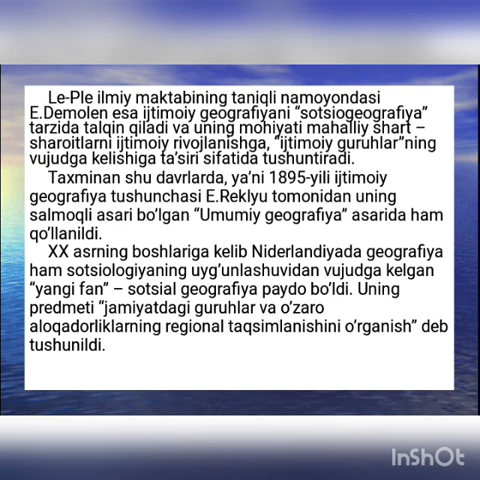 Le-Ple ilmiy maktabining taniqli namoyondasi
E.Demolen esa ijtimoiy geografiyani “sotsiogeografiya”
tarzida talqin qiladi va uning mohiyati mahalliy shart –
sharoitlarni ijtimoiy rivojlanishga, “ijtimoiy guruhlar”ning
vujudga kelishiga ta’siri sifatida tushuntiradi.
Taxminan shu davrlarda, ya’ni 1895-yili ijtimoiy
geografiya tushunchasi E.Reklyu tomonidan uning
salmoqli asari bo’lgan “Umumiy geografiya” asarida ham
qo’llanildi.
XX asrning boshlariga kelib Niderlandiyada geografiya
ham sotsiologiyaning uyg’unlashuvidan vujudga kelgan
“yangi fan” – sotsial geografiya paydo bo’ldi. Uning
predmeti “jamiyatdagi guruhlar va o’zaro
aloqadorliklarning regional taqsimlanishini o’rganish” deb
tushunildi.
InShOt